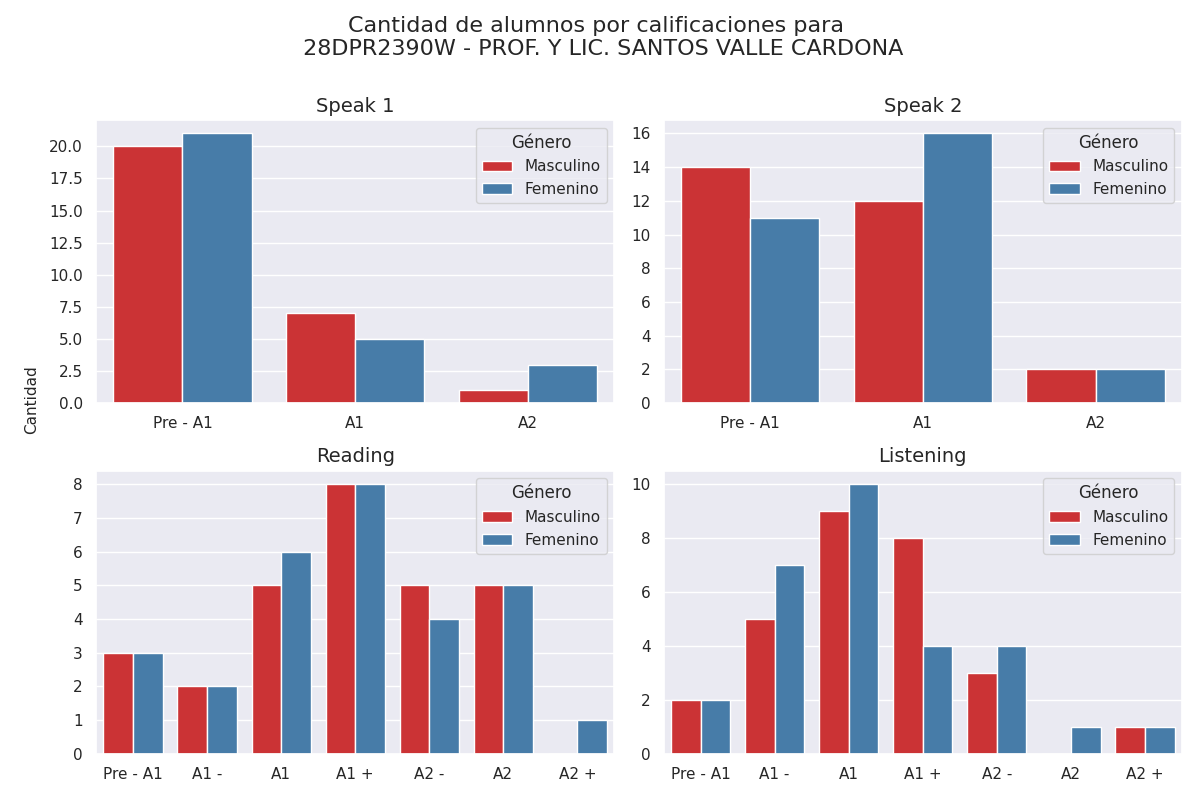 Cantidad de alumnos por calificaciones para
28DPR2390W - PROF. Y LIC. SANTOS VALLE CARDONA
Speak 1
20.0
17.5
15.0
12.5
10.0
7.5
5.0
2.5
0.0
Pre - A1 A1 A2
Género
Masculino
Femenino
Speak 2
16
14
12
10
8
6
4
2
0
Pre - A1 A1 A2
Género
Masculino
Femenino
Cantidad
Reading
8
7
6
5
4
3
2
1
0
Pre - A1 A1 - A1 A1 + A2 - A2 A2 +
Género
Masculino
Femenino
Listening
10
8
6
4
2
0
Pre - A1 A1 - A1 A1 + A2 - A2 A2 +
Género
Masculino
Femenino